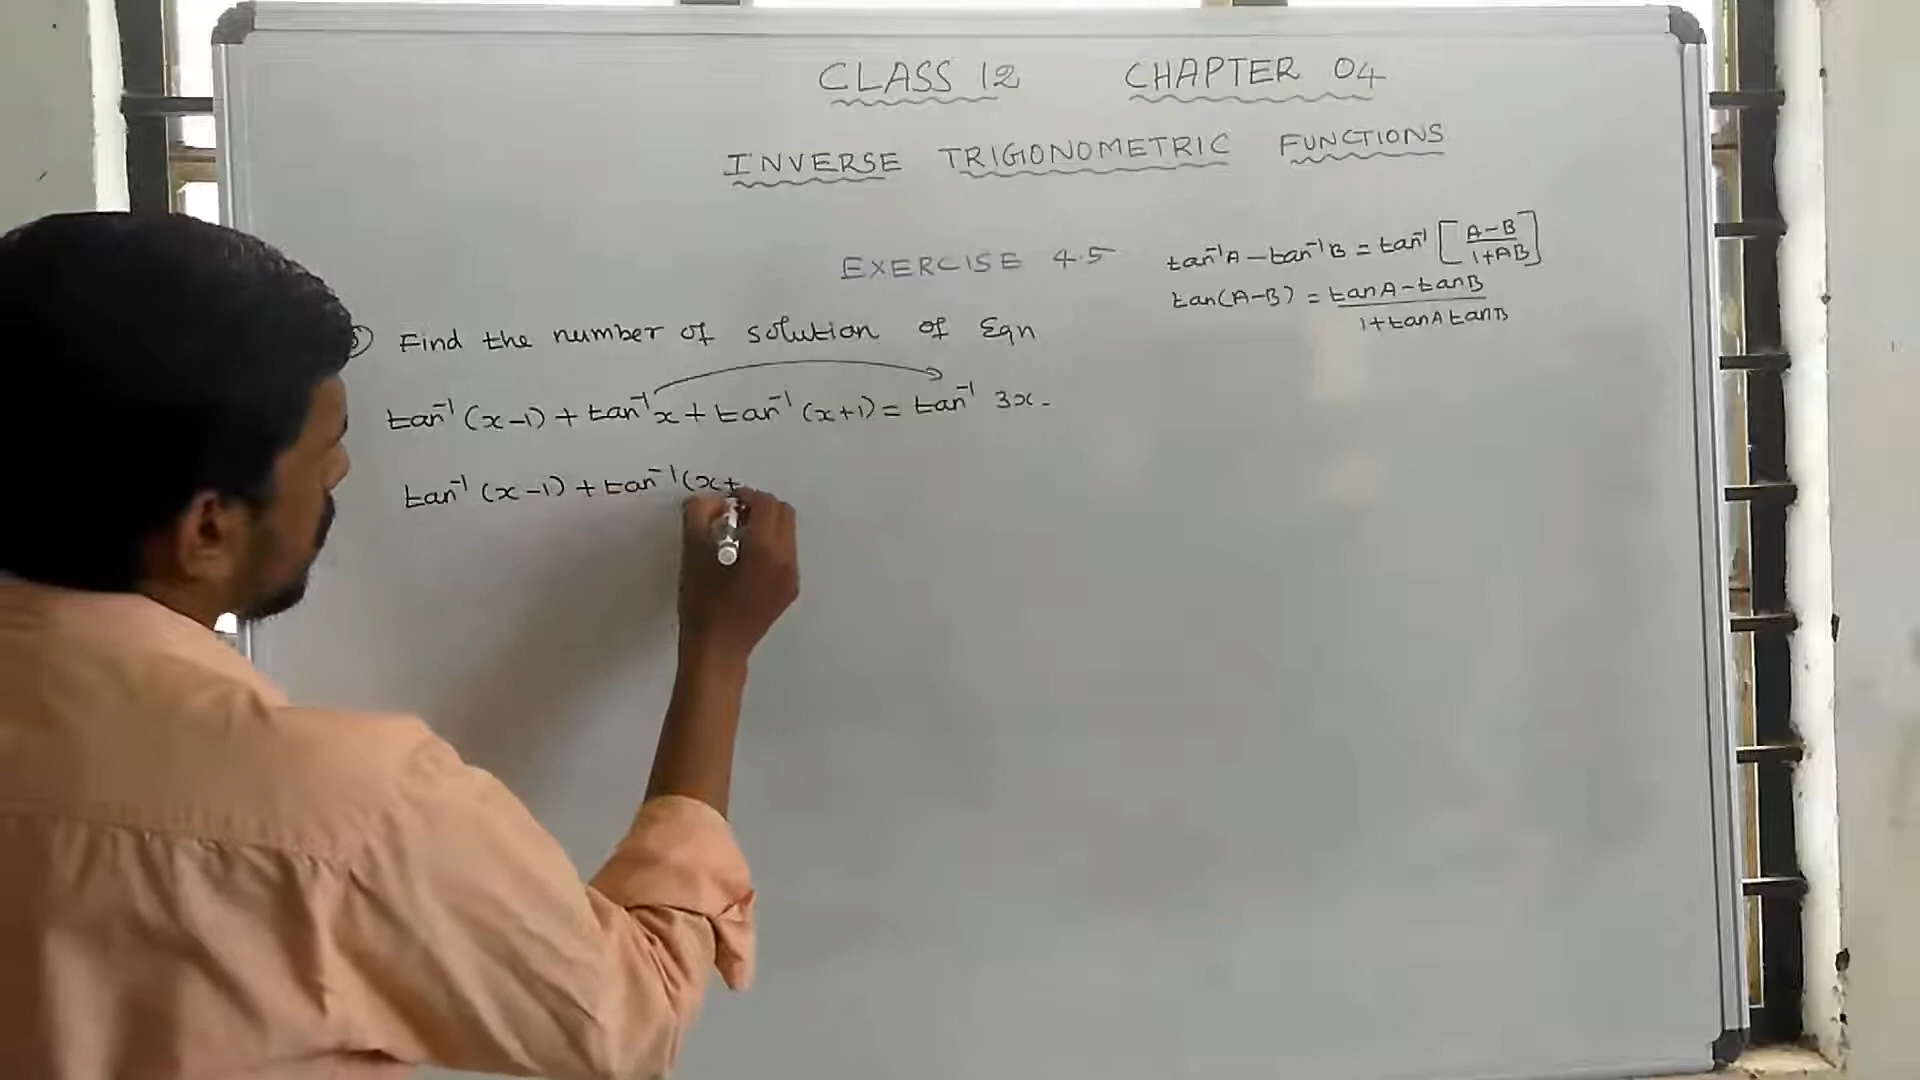 CLASS 12 CHAPTER 04
INVERSE TRIGONOMETRIC FUNCTIONS
EXERCISE 4.5
tan⁻¹A – tan⁻¹B = tan⁻¹ [A–B / 1+AB]
tan(A–B) = tanA – tanB / 1+tanA tanB
Find the number of solution of Eqn
tan⁻¹(x–1) + tan⁻¹x + tan⁻¹(x+1) = tan⁻¹ 3x.
tan⁻¹(x–1) + tan⁻¹(x+